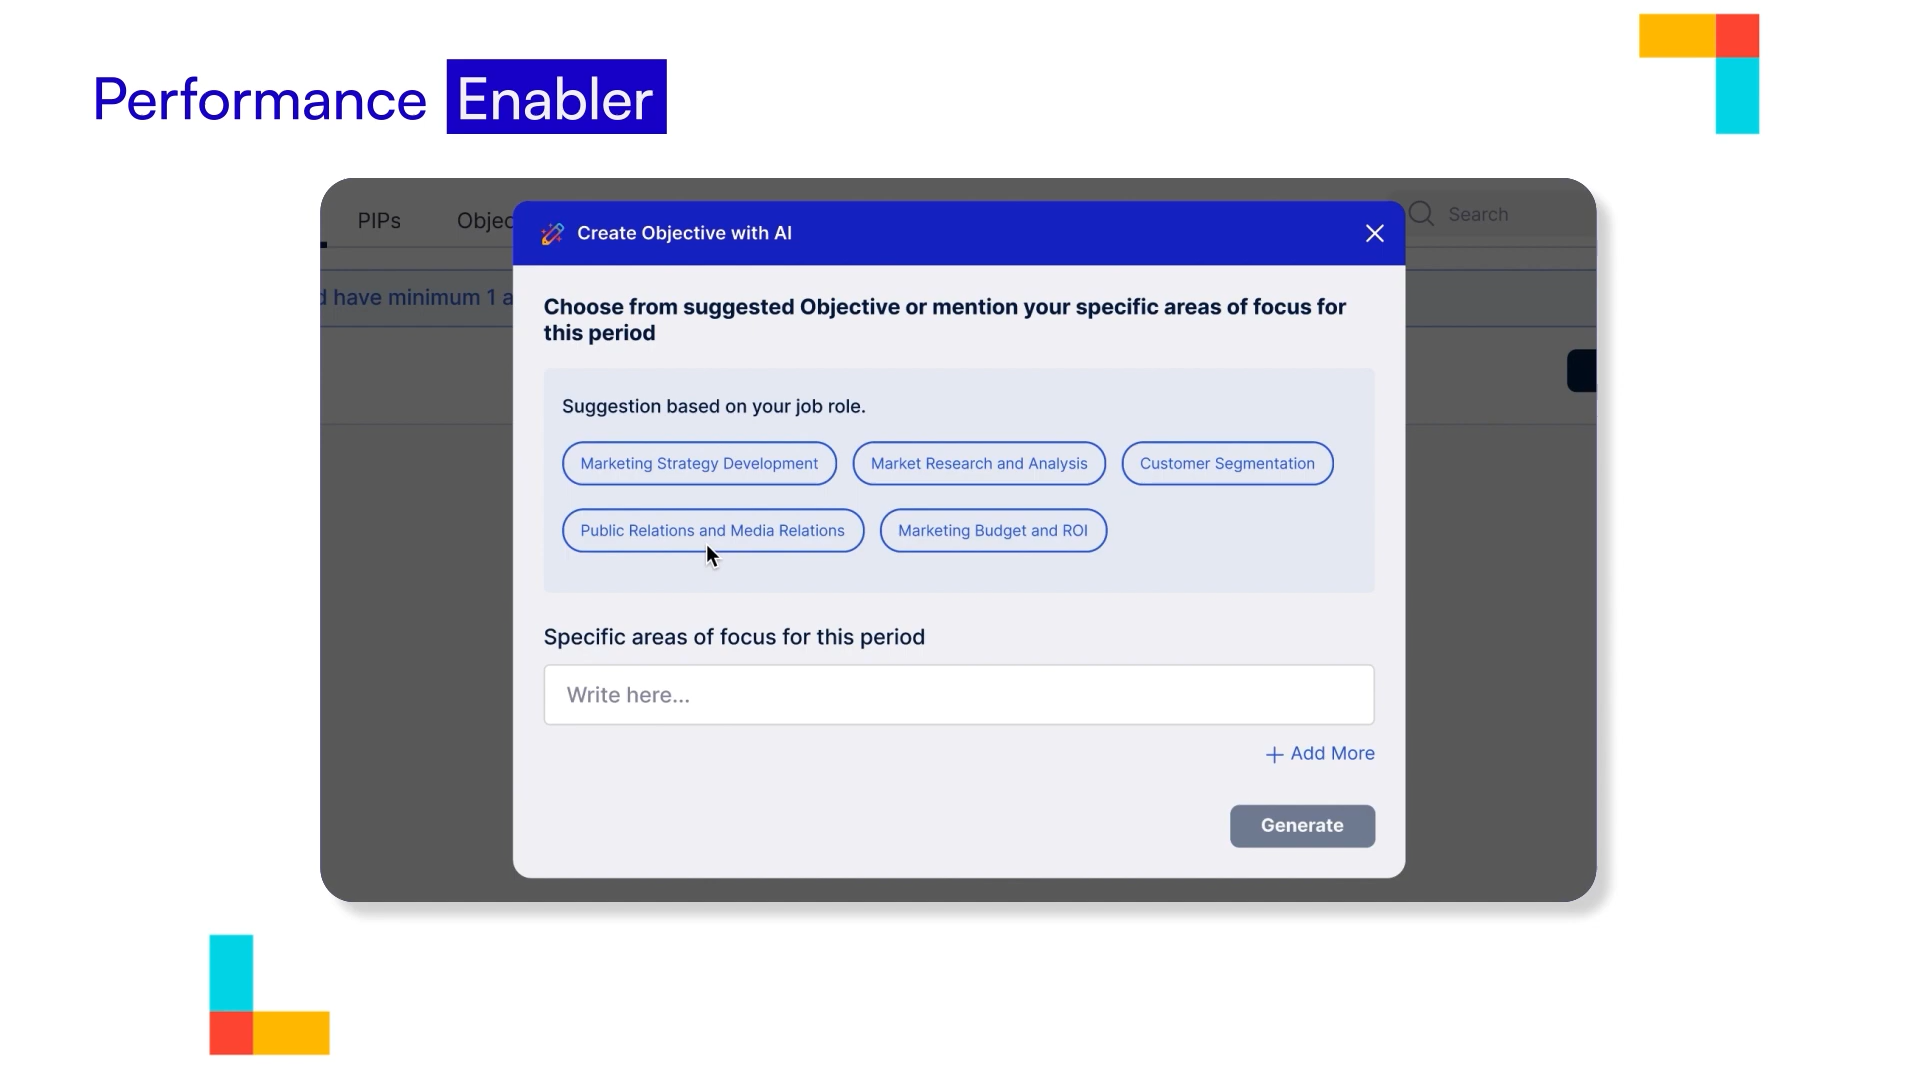 Performance Enabler
PIPs
Search
Create Objective with AI
have minimum 1
Choose from suggested Objective or mention your specific areas of focus for
this period
Suggestion based on your job role.
Marketing Strategy Development
Market Research and Analysis
Customer Segmentation
Public Relations and Media Relations
Marketing Budget and ROI
Specific areas of focus for this period
Write here...
+ Add More
Generate